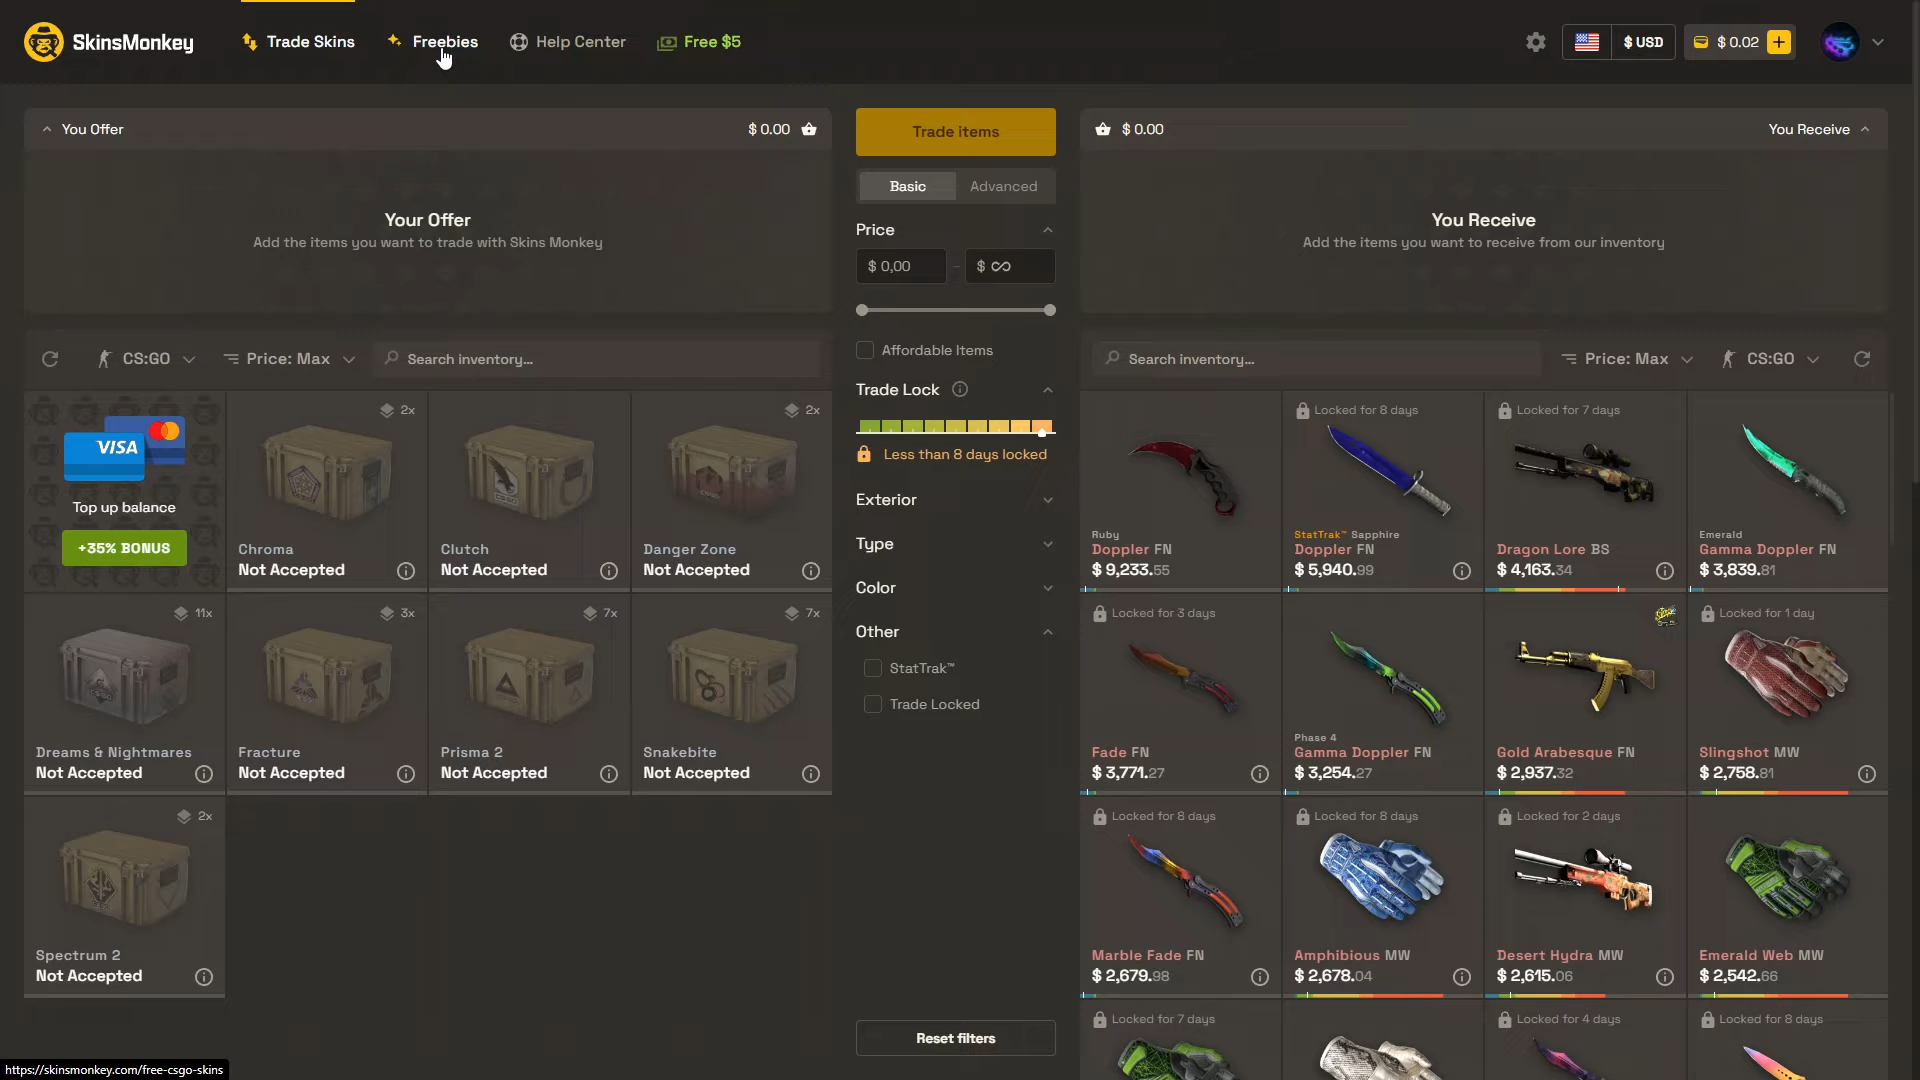 SkinsMonkey
Trade Skins
Freebies
Help Center
Free $5
$ USD
$ 0.02
You Offer
$ 0.00
Your Offer
Add the items you want to trade with Skins Monkey
Trade items
Basic
Advanced
Price
$ 0,00
–
$ ∞
Affordable Items
Trade Lock
Less than 8 days locked
Exterior
Type
Color
Other
StatTrak™
Trade Locked
Reset filters
$ 0.00
You Receive
You Receive
Add the items you want to receive from our inventory
CS:GO
Price: Max
Search inventory...
VISA
Top up balance
+35% BONUS
2x
Chroma
Not Accepted
Clutch
Not Accepted
2x
Danger Zone
Not Accepted
11x
Dreams & Nightmares
Not Accepted
3x
Fracture
Not Accepted
7x
Prisma 2
Not Accepted
7x
Snakebite
Not Accepted
2x
Spectrum 2
Not Accepted
Search inventory...
Price: Max
CS:GO
Ruby
Doppler FN
$ 9,233.55
Locked for 8 days
StatTrak™ Sapphire
Doppler FN
$ 5,940.99
Locked for 7 days
Dragon Lore BS
$ 4,163.34
Emerald
Gamma Doppler FN
$ 3,839.81
Locked for 3 days
Fade FN
$ 3,771.27
Phase 4
Gamma Doppler FN
$ 3,254.27
Gold Arabesque FN
$ 2,937.32
Locked for 1 day
Slingshot MW
$ 2,758.81
Locked for 8 days
Marble Fade FN
$ 2,679.98
Locked for 8 days
Amphibious MW
$ 2,678.04
Locked for 2 days
Desert Hydra MW
$ 2,615.06
Emerald Web MW
$ 2,542.66
Locked for 7 days
Locked for 4 days
Locked for 8 days
https://skinsmonkey.com/free-csgo-skins